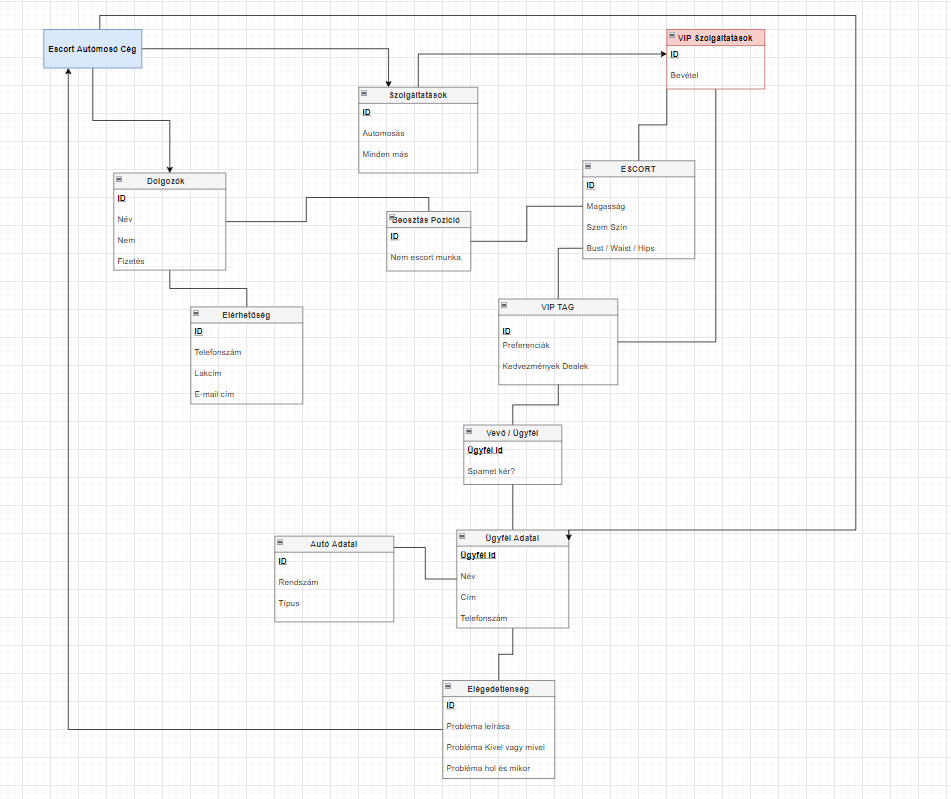 Escort Autómosó Cég
VIP Szolgáltatások
ID
Bevétel
Szolgáltatások
ID
Automosás
Minden más
Dolgozók
ID
Név
Nem
Fizetés
Beosztás Pozíció
ID
Nem escort munka
ESCORT
ID
Magasság
Szem Szín
Bust / Waist / Hips
Elérhetőség
ID
Telefonszám
Lakcím
E-mail cím
VIP TAG
ID
Preferenciák
Kedvezmények Dealek
Vevő / Ügyfél
Ügyfél Id
Spamet kér?
Autó Adatai
ID
Rendszám
Típus
Ügyfél Adatai
Ügyfél Id
Név
Cím
Telefonszám
Elégedetlenség
ID
Probléma leírása
Probléma Kivel vagy mivel
Probléma hol és mikor